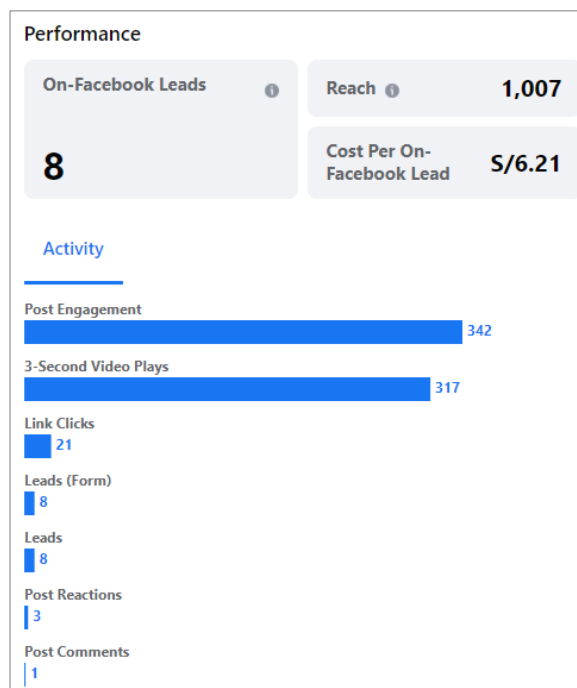 Performance
On-Facebook Leads
8
Reach
1,007
Cost Per On-
Facebook Lead
S/6.21
Activity
Post Engagement
342
3-Second Video Plays
317
Link Clicks
21
Leads (Form)
8
Leads
8
Post Reactions
3
Post Comments
1